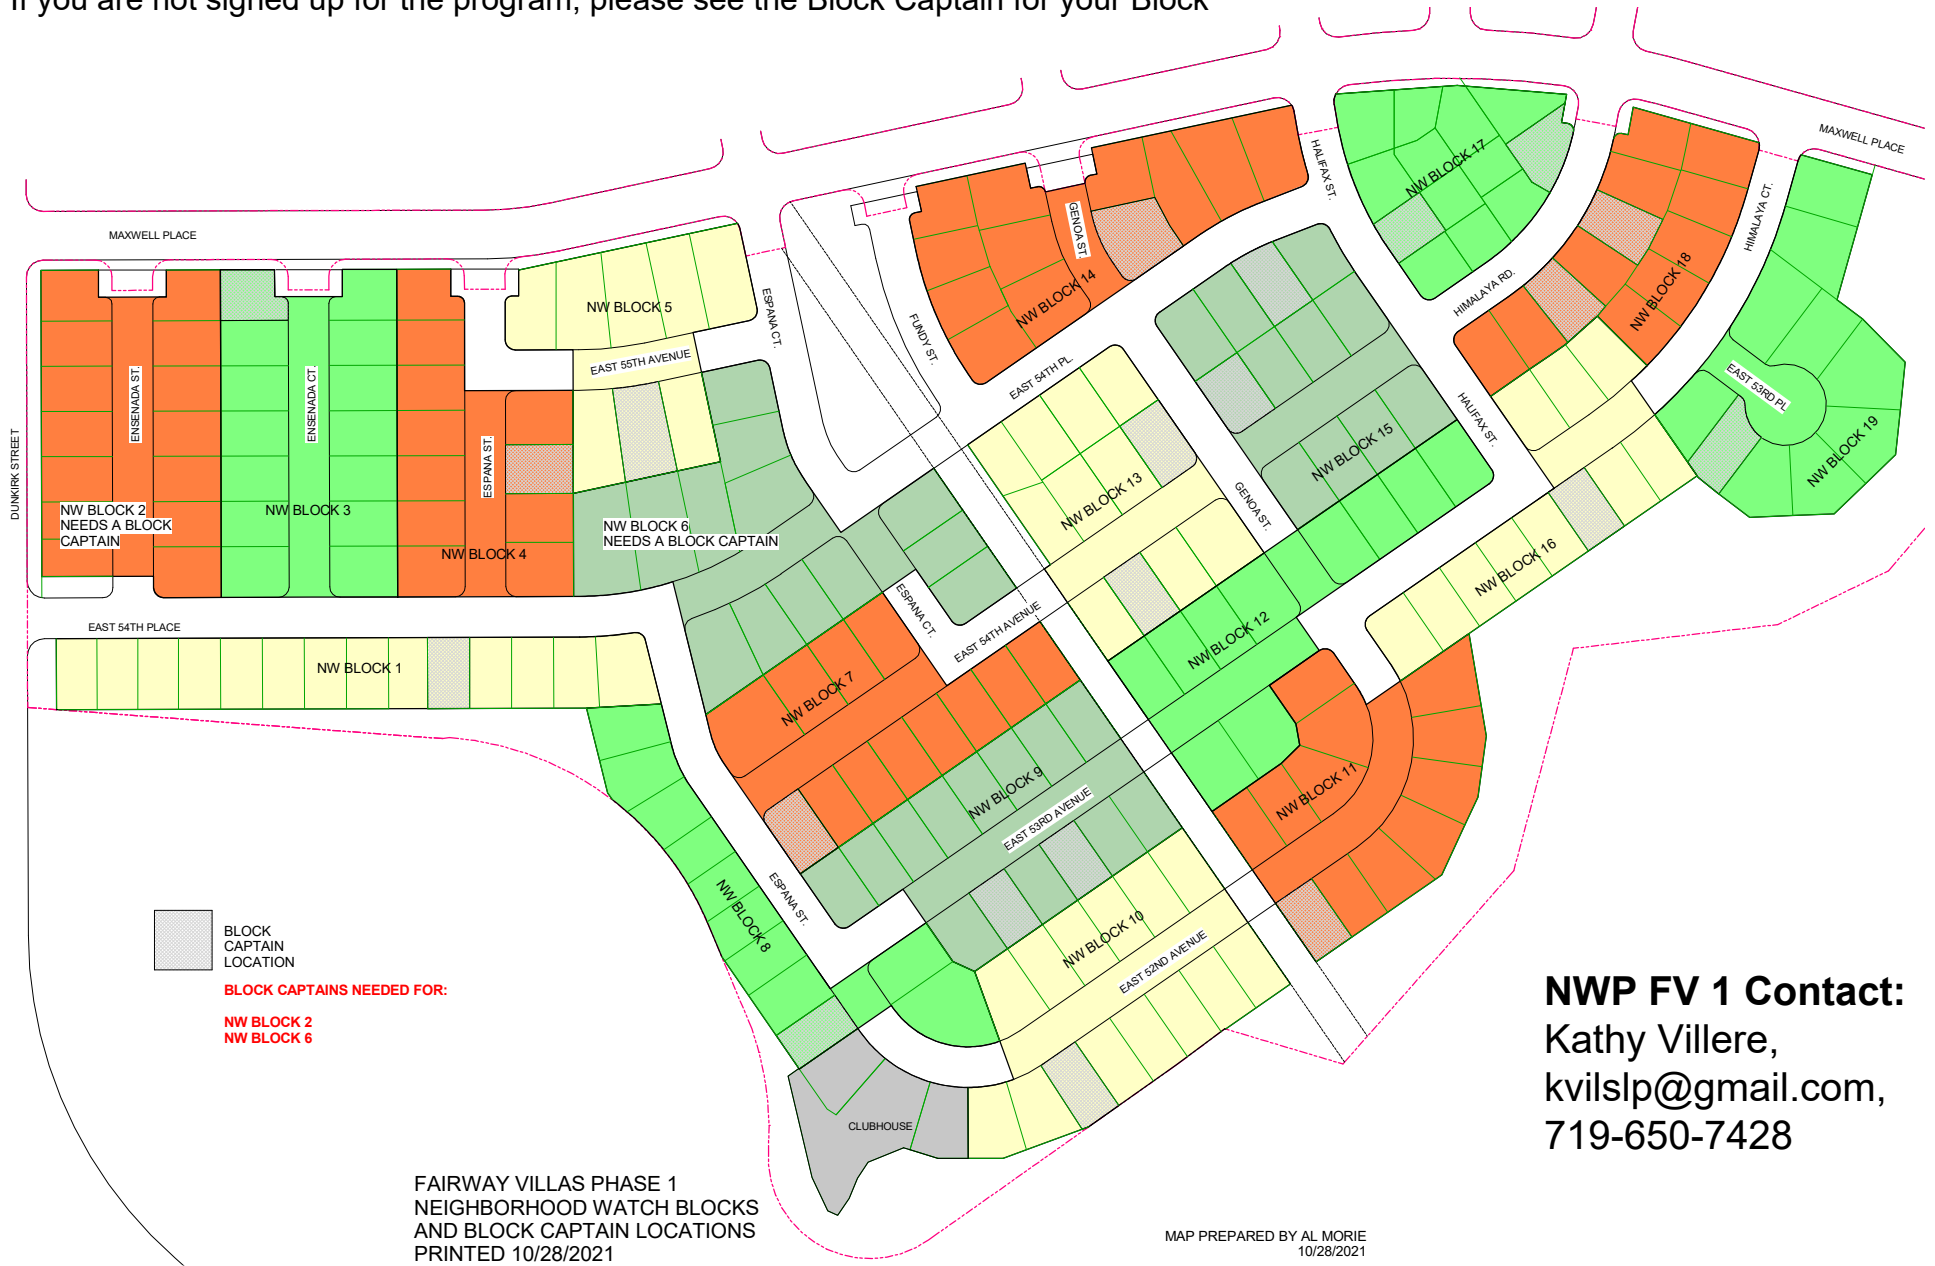 If you are not signed up for the program, please see the Block Captain for your Block
MAXWELL PLACE
MAXWELL PLACE
HALIFAX ST.
NW BLOCK 17
HIMALAYA CT.
GENOA ST.
NW BLOCK 14
HIMALAYA RD.
NW BLOCK 18
NW BLOCK 5
ESPANA CT.
FUNDY ST.
EAST 55TH AVENUE
EAST 54TH PL.
EAST 53RD PL
DUNKIRK STREET
ENSENADA ST.
ENSENADA CT.
ESPANA ST.
HALIFAX ST.
NW BLOCK 15
NW BLOCK 19
NW BLOCK 13
GENOA ST.
NW BLOCK 2
NEEDS A BLOCK
CAPTAIN
NW BLOCK 3
NW BLOCK 4
NW BLOCK 6
NEEDS A BLOCK CAPTAIN
NW BLOCK 16
ESPANA CT.
EAST 54TH AVENUE
NW BLOCK 12
EAST 54TH PLACE
NW BLOCK 1
NW BLOCK 7
NW BLOCK 9
NW BLOCK 11
EAST 53RD AVENUE
ESPANA ST.
NW BLOCK 8
NW BLOCK 10
EAST 52ND AVENUE
BLOCK
CAPTAIN
LOCATION
BLOCK CAPTAINS NEEDED FOR:
NW BLOCK 2
NW BLOCK 6
CLUBHOUSE
NWP FV 1 Contact:
Kathy Villere,
kvilslp@gmail.com,
719-650-7428
FAIRWAY VILLAS PHASE 1
NEIGHBORHOOD WATCH BLOCKS
AND BLOCK CAPTAIN LOCATIONS
PRINTED 10/28/2021
MAP PREPARED BY AL MORIE
10/28/2021